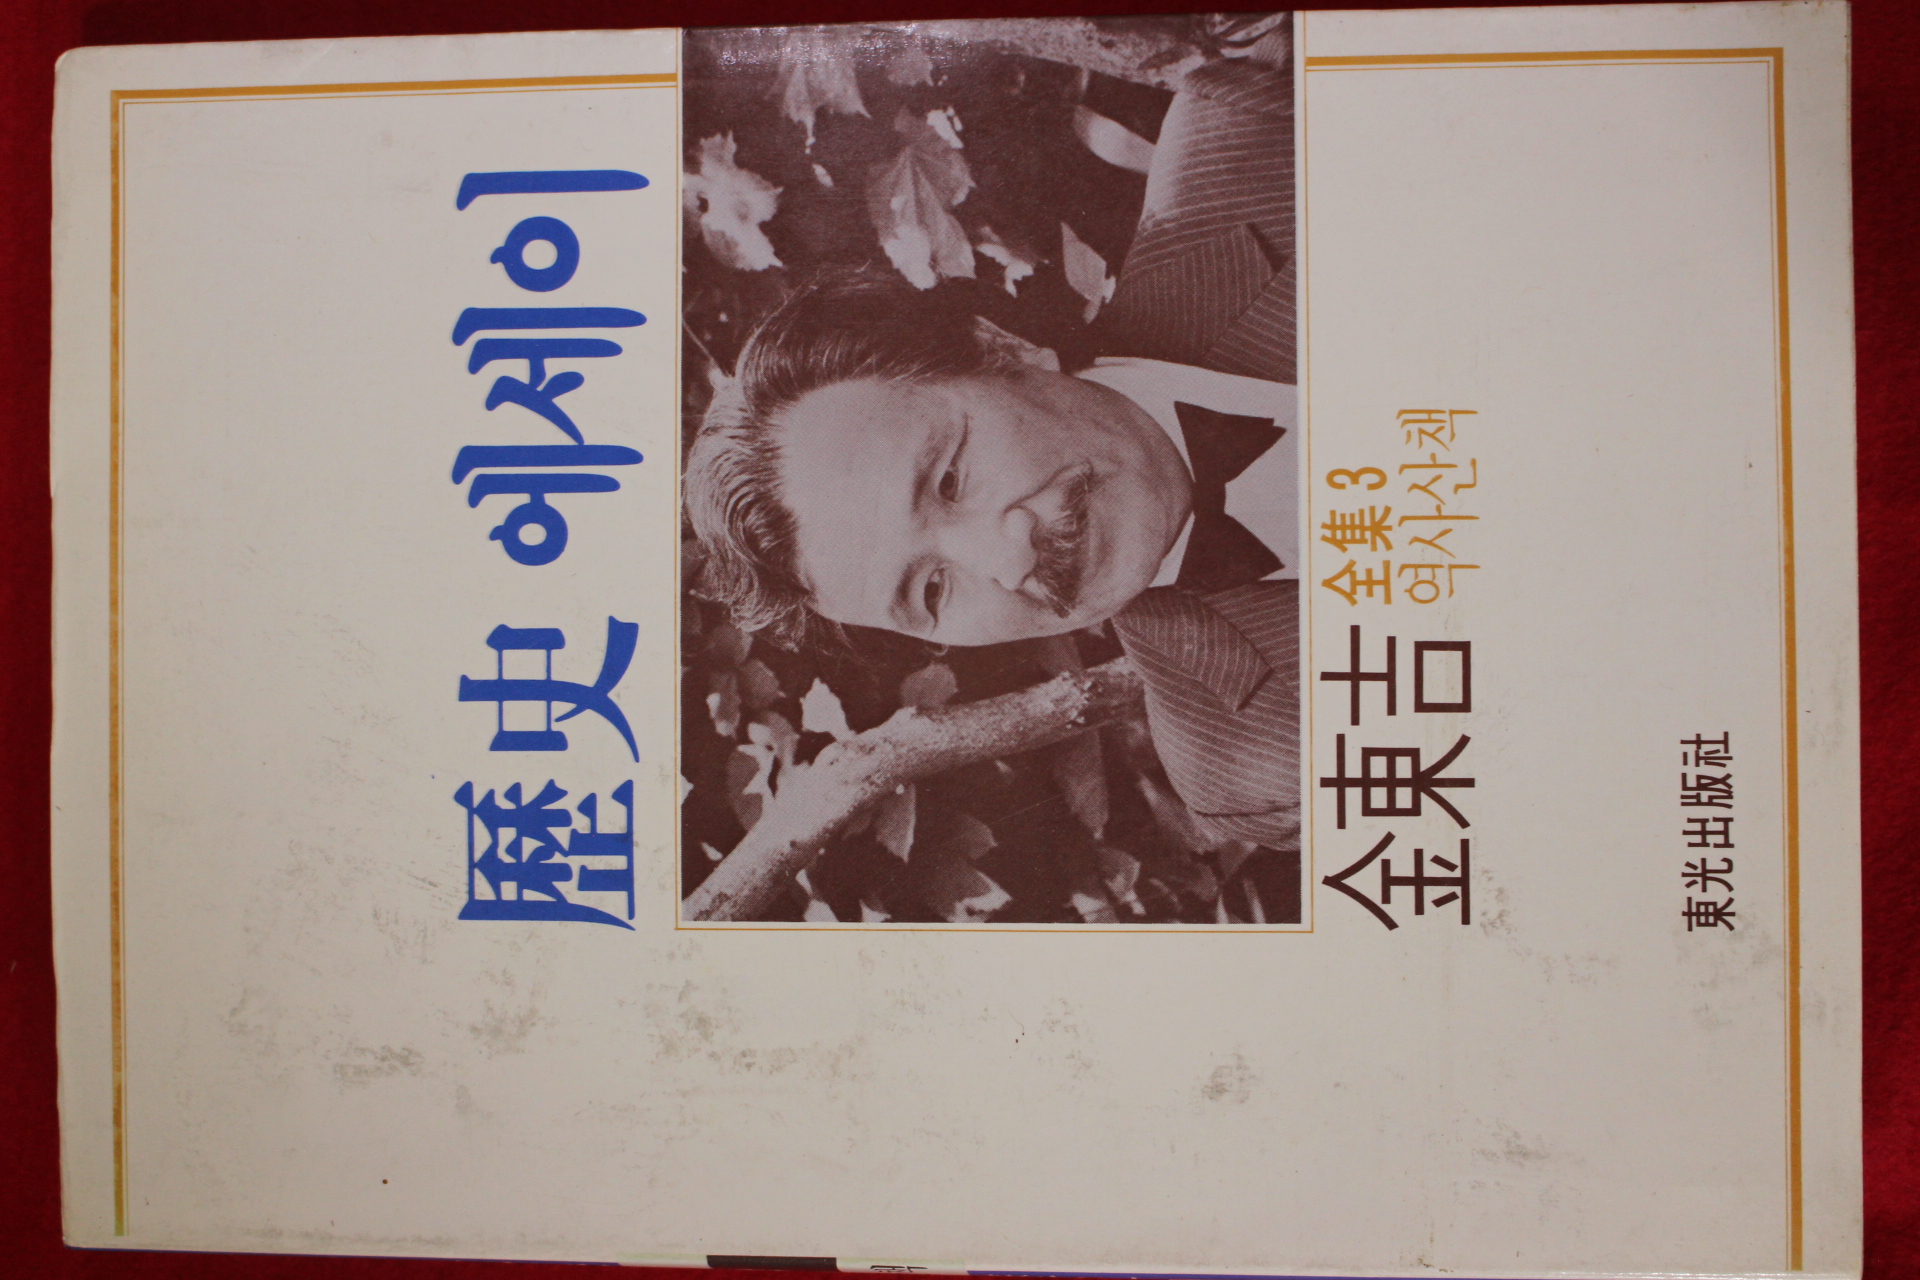 歷史 에세이
金東吉 全集 3
역사산책
東光出版社